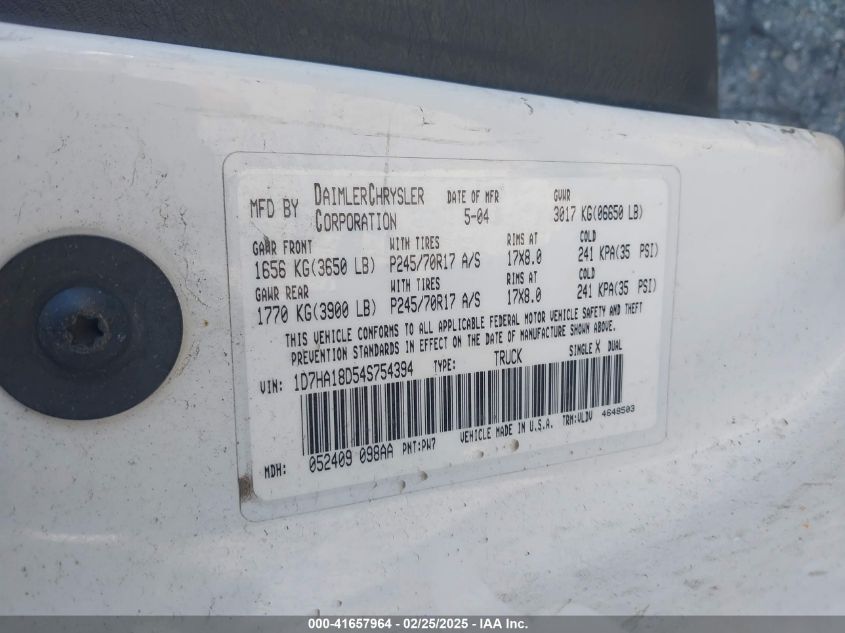 MFD BY DAIMLERCHRYSLER CORPORATION DATE OF MFR 5-04 GVWR 3017 KG(06650 LB)
GAWR FRONT WITH TIRES RIMS AT COLD
1656 KG(3650 LB) P245/70R17 A/S 17X8.0 241 KPA(35 PSI)
GAWR REAR WITH TIRES RIMS AT COLD
1770 KG(3900 LB) P245/70R17 A/S 17X8.0 241 KPA(35 PSI)
THIS VEHICLE CONFORMS TO ALL APPLICABLE FEDERAL MOTOR VEHICLE SAFETY AND THEFT
PREVENTION STANDARDS IN EFFECT ON THE DATE OF MANUFACTURE SHOWN ABOVE.
VIN: 1D7HA18D54S754394 TYPE: TRUCK SINGLE X DUAL
MDH: 052409 098AA PNT:PW7 VEHICLE MADE IN U.S.A. TRM:VLDV 4648503
000-41657964 - 02/25/2025 - IAA Inc.